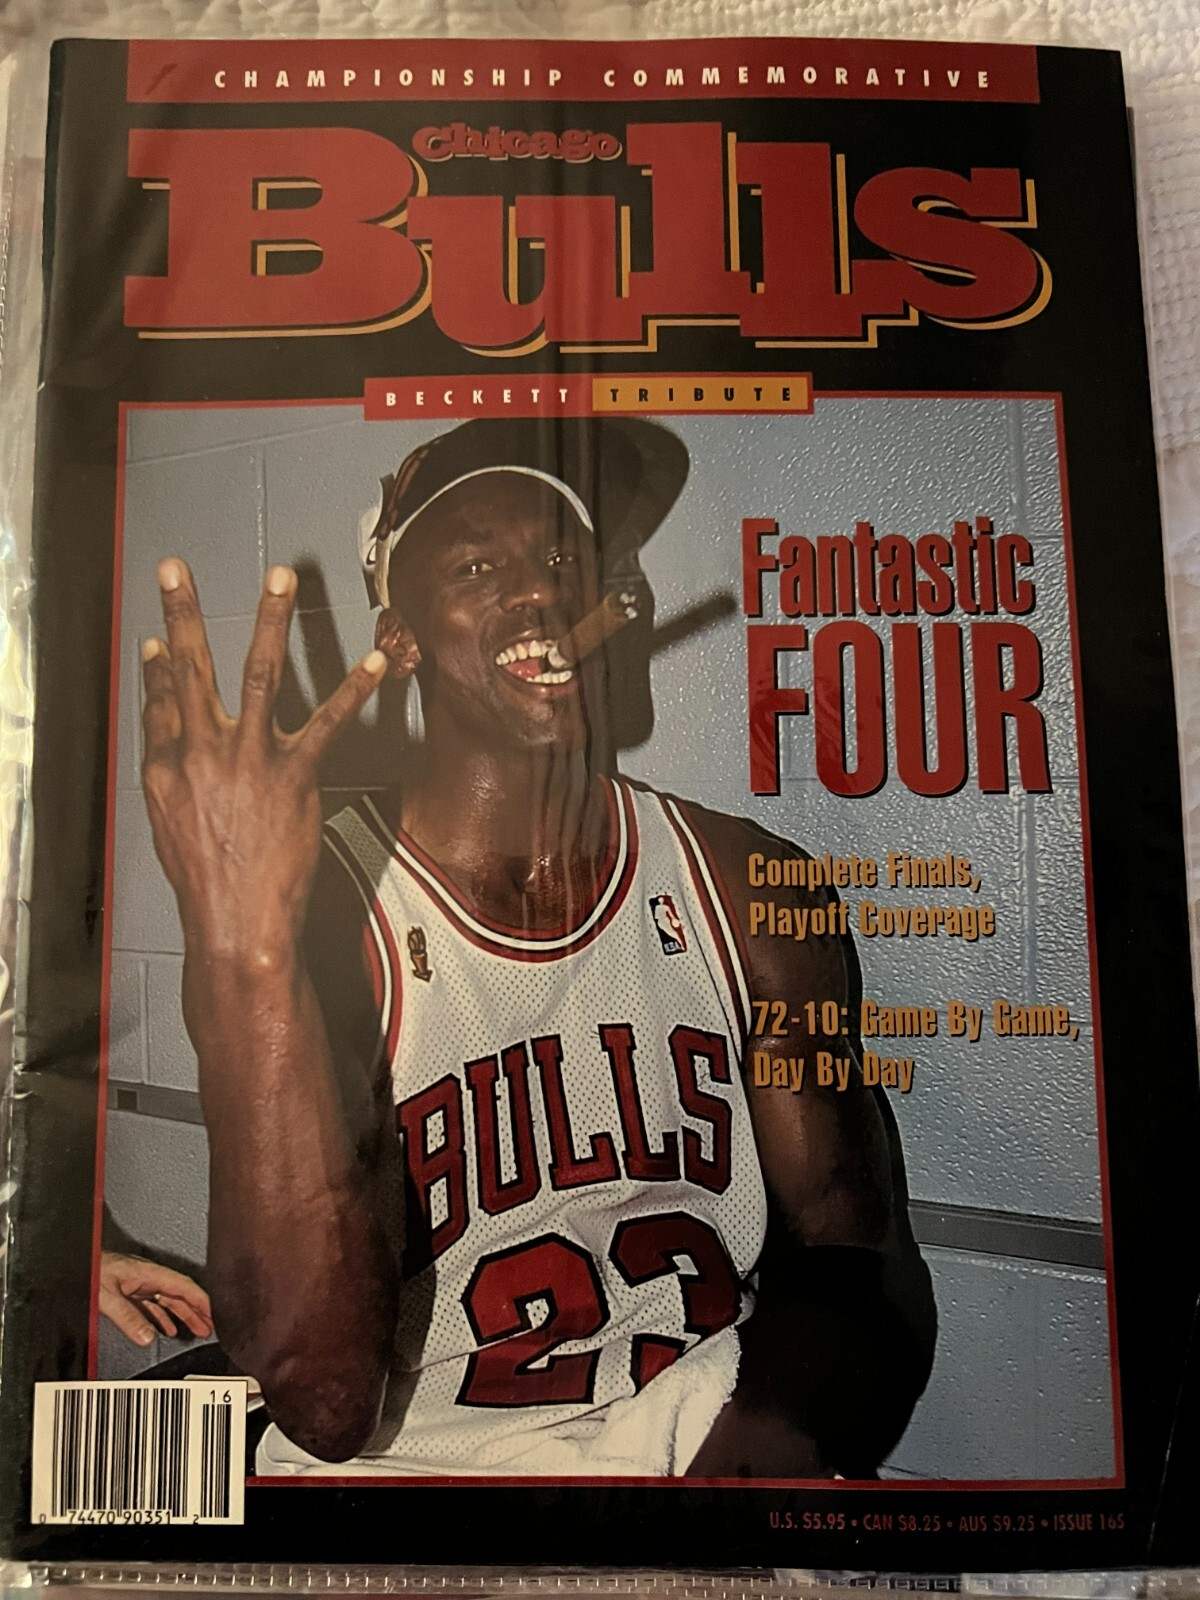 CHAMPIONSHIP COMMEMORATIVE
Chicago
Bulls
BECKETT TRIBUTE
Fantastic
FOUR
Complete Finals,
Playoff Coverage
72-10: Game By Game,
Day By Day
NBA
BULLS
23
16
0 74470 90351 2
U.S. $5.95 • CAN $8.25 • AUS $9.25 • ISSUE 16S